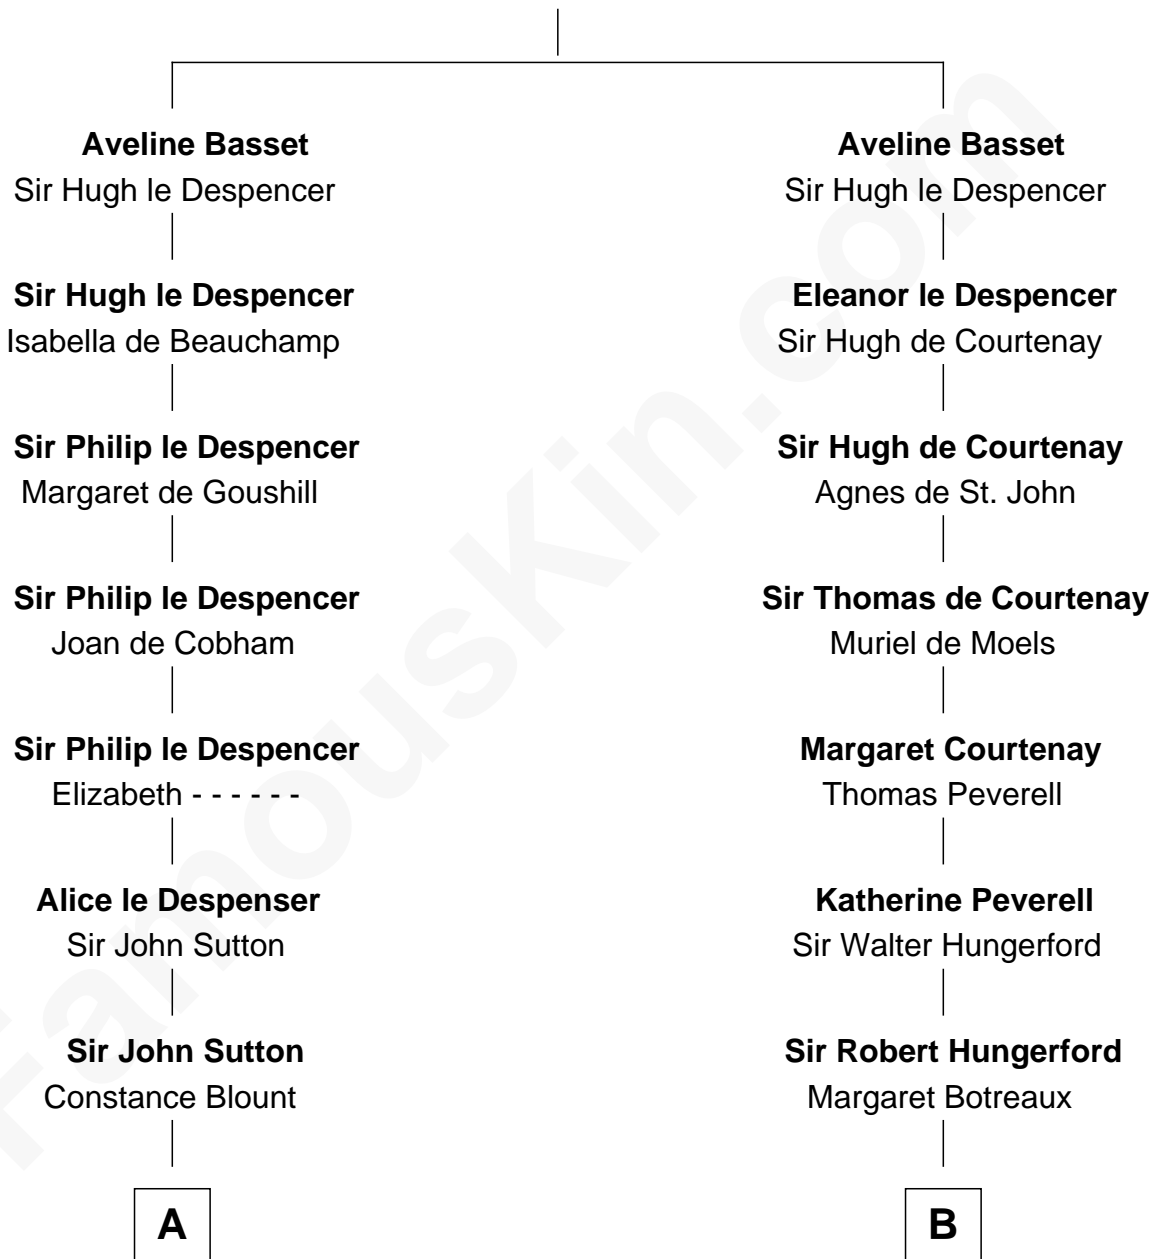 Aveline Basset
Sir Hugh le Despencer
Sir Hugh le Despencer
Isabella de Beauchamp
Sir Philip le Despencer
Margaret de Goushill
Sir Philip le Despencer
Joan de Cobham
Sir Philip le Despencer
Elizabeth - - - - - -
Alice le Despenser
Sir John Sutton
Sir John Sutton
Constance Blount
A
Aveline Basset
Sir Hugh le Despencer
Eleanor le Despencer
Sir Hugh de Courtenay
Sir Hugh de Courtenay
Agnes de St. John
Sir Thomas de Courtenay
Muriel de Moels
Margaret Courtenay
Thomas Peverell
Katherine Peverell
Sir Walter Hungerford
Sir Robert Hungerford
Margaret Botreaux
B
FamousKin.com